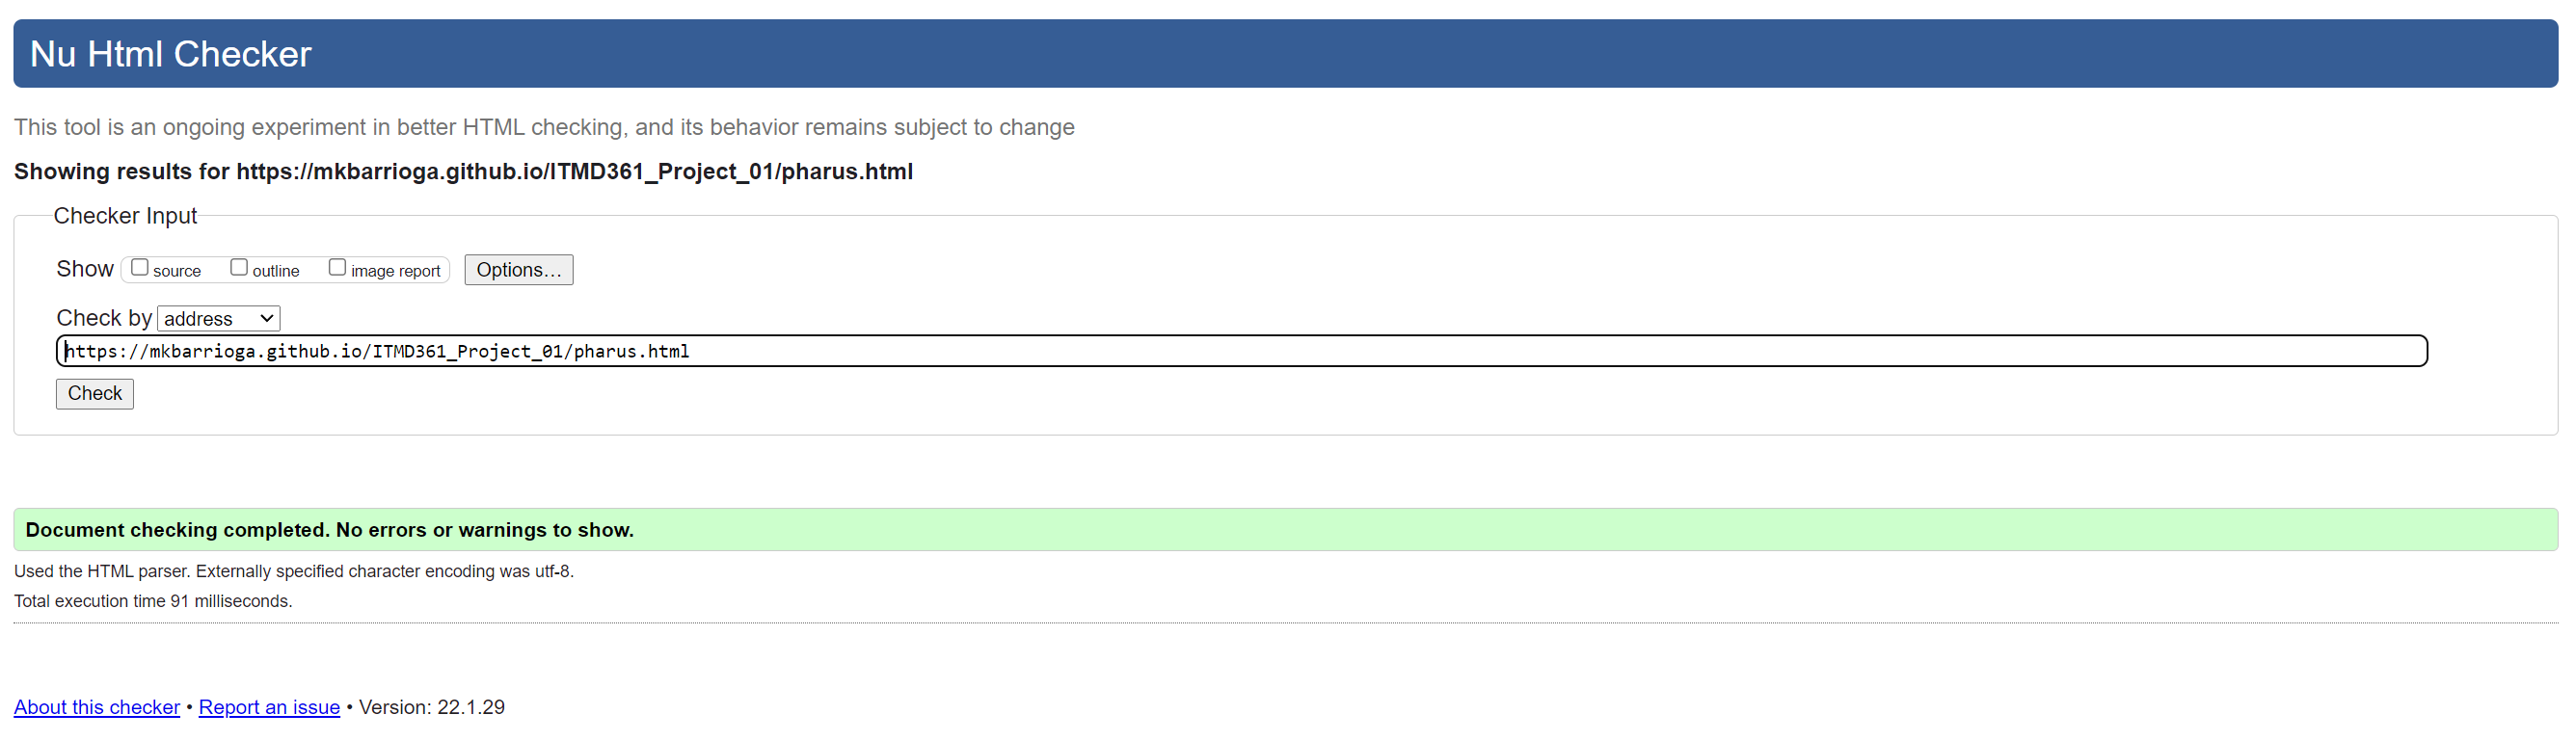 Nu Html Checker
This tool is an ongoing experiment in better HTML checking, and its behavior remains subject to change
Showing results for https://mkbarrioga.github.io/ITMD361_Project_01/pharus.html
Checker Input
Show source outline image report Options…
Check by address
https://mkbarrioga.github.io/ITMD361_Project_01/pharus.html
Check
Document checking completed. No errors or warnings to show.
Used the HTML parser. Externally specified character encoding was utf-8.
Total execution time 91 milliseconds.
About this checker • Report an issue • Version: 22.1.29